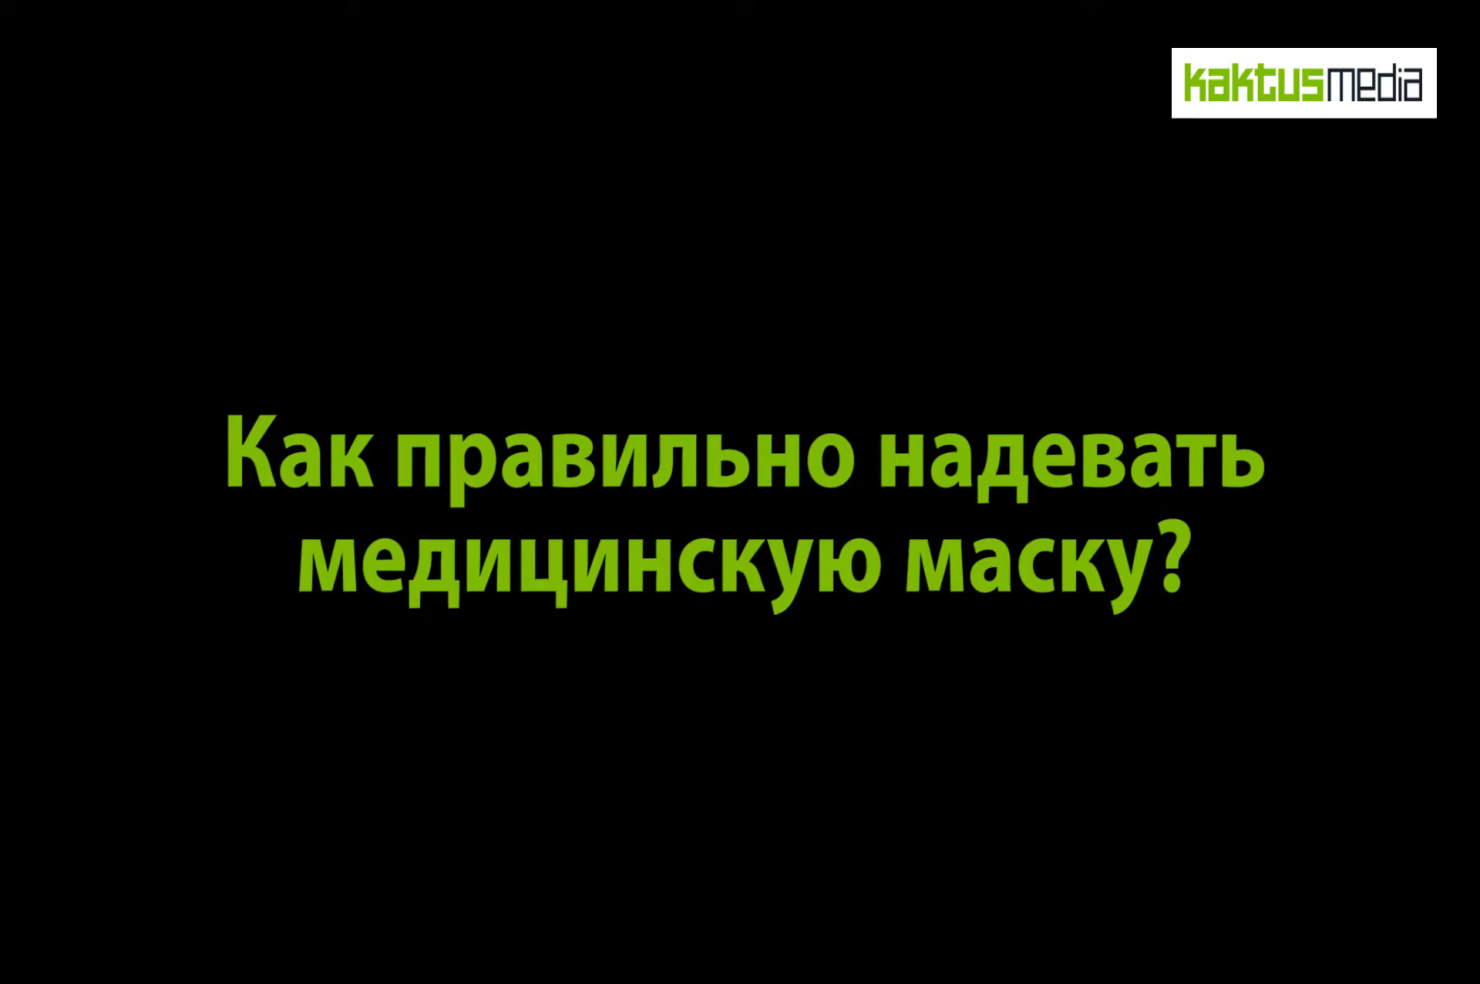 kaktusmedia
Как правильно надевать
медицинскую маску?